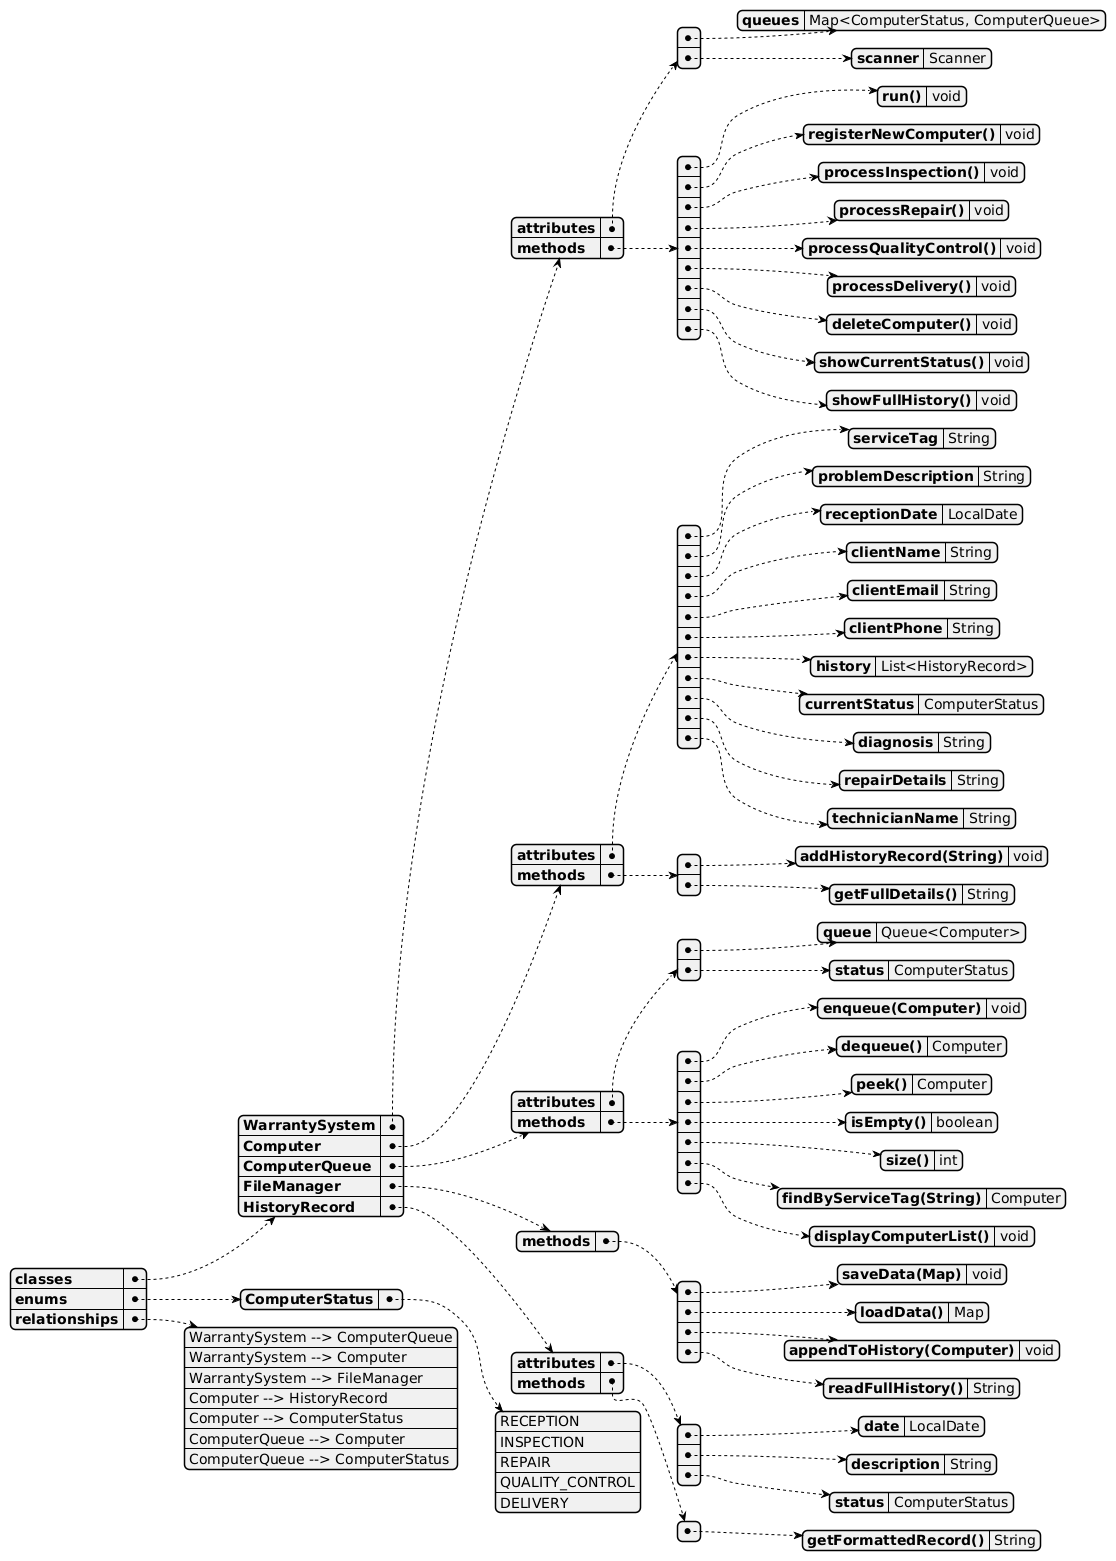 classes
enums
relationships
WarrantySystem
Computer
ComputerQueue
FileManager
HistoryRecord
attributes
methods
queues Map<ComputerStatus, ComputerQueue>
scanner Scanner
run() void
registerNewComputer() void
processInspection() void
processRepair() void
processQualityControl() void
processDelivery() void
deleteComputer() void
showCurrentStatus() void
showFullHistory() void
attributes
methods
serviceTag String
problemDescription String
receptionDate LocalDate
clientName String
clientEmail String
clientPhone String
history List<HistoryRecord>
currentStatus ComputerStatus
diagnosis String
repairDetails String
technicianName String
addHistoryRecord(String) void
getFullDetails() String
attributes
methods
queue Queue<Computer>
status ComputerStatus
enqueue(Computer) void
dequeue() Computer
peek() Computer
isEmpty() boolean
size() int
findByServiceTag(String) Computer
displayComputerList() void
methods
saveData(Map) void
loadData() Map
appendToHistory(Computer) void
readFullHistory() String
attributes
methods
date LocalDate
description String
status ComputerStatus
getFormattedRecord() String
ComputerStatus
RECEPTION
INSPECTION
REPAIR
QUALITY_CONTROL
DELIVERY
WarrantySystem --> ComputerQueue
WarrantySystem --> Computer
WarrantySystem --> FileManager
Computer --> HistoryRecord
Computer --> ComputerStatus
ComputerQueue --> Computer
ComputerQueue --> ComputerStatus